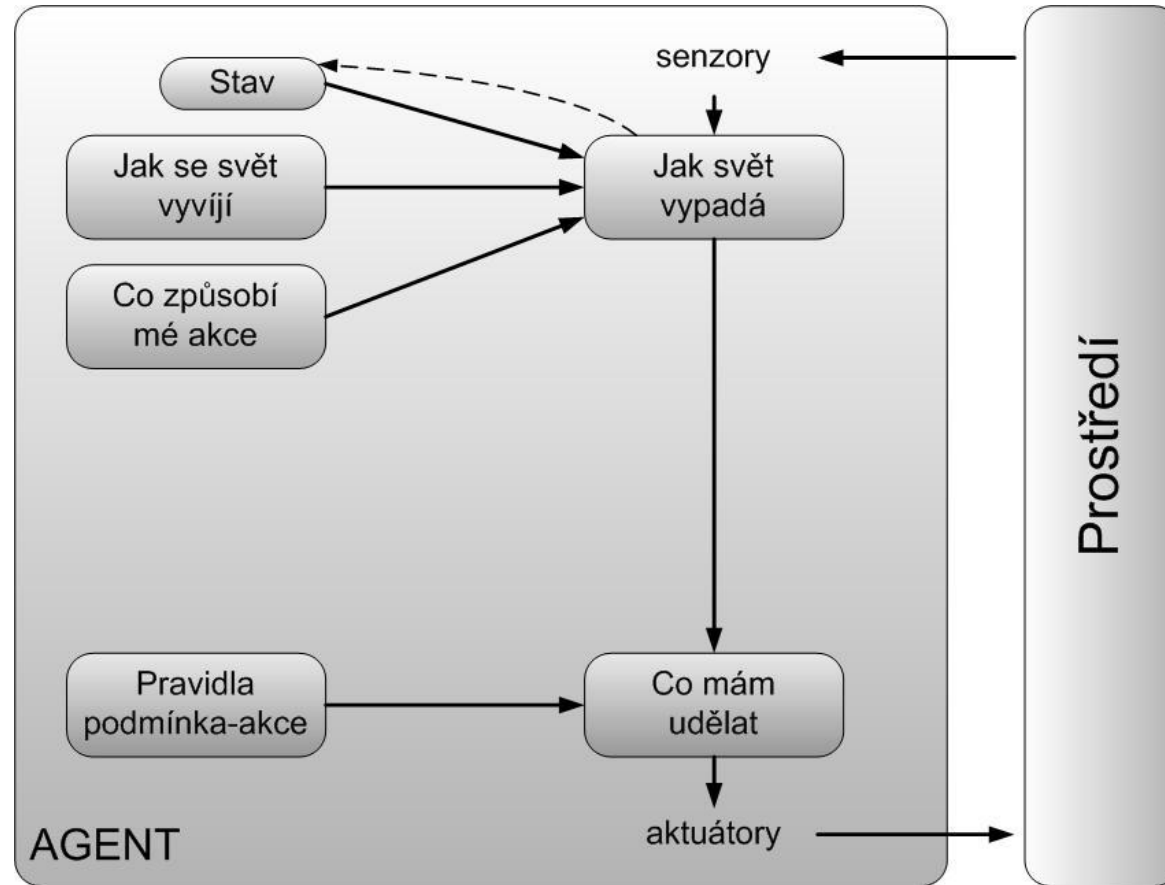 senzory
Stav
Jak se svět
vyvíjí
Jak svět
vypadá
Co způsobí
mé akce
Prostředí
Pravidla
podmínka-akce
Co mám
udělat
aktuátory
AGENT